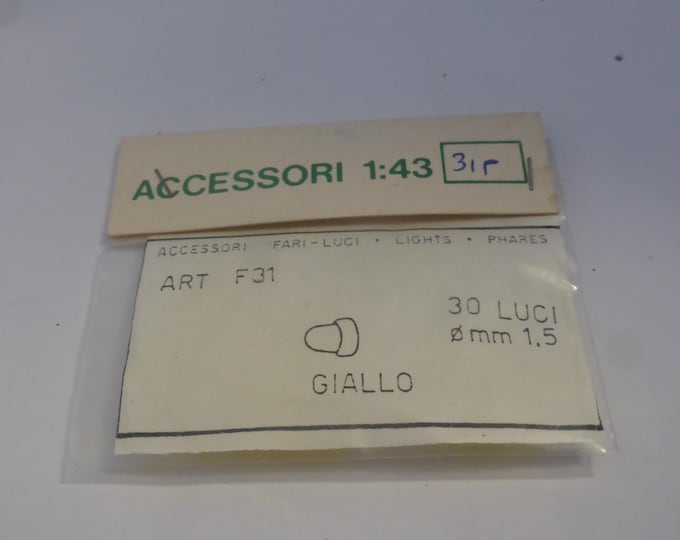 ACCESSORI 1:43 31r
ACCESSORI FARI-LUCI • LIGHTS • PHARES
ART F31
30 LUCI
Ø mm 1.5
GIALLO